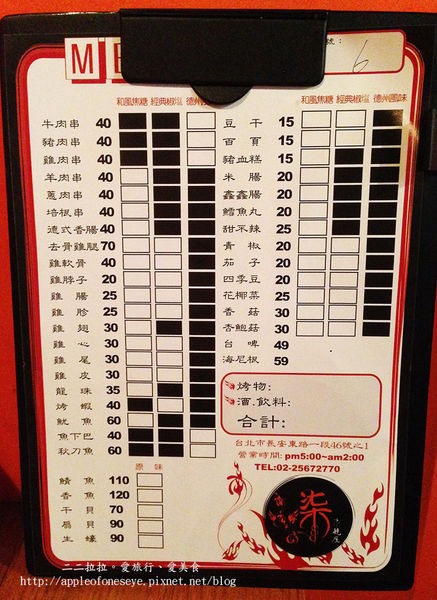 M
號：
6
和風焦糖 經典椒塩 德州風味
和風焦糖 經典椒塩 德州
牛肉串 40
豬肉串 40
雞肉串 40
羊肉串 40
蔥肉串 40
培根串 40
德式香腸 40
去骨雞腿 70
雞軟骨 40
雞脖子 20
雞腸 25
雞胗 25
雞翅 30
雞心 30
雞尾 30
雞皮 30
龍珠 35
烤蝦 40
魷魚 60
魚下巴 40
秋刀魚 60
原味
鯖魚 110
香魚 120
干貝 70
扇貝 90
生蠔 90
豆干 15
百頁 15
豬血糕 15
米腸 20
鑫鑫腸 20
鱈魚丸 20
甜不辣 25
青椒 20
茄子 20
四季豆 20
花椰菜 25
香菇 30
杏鮑菇 30
台啤 49
海尼根 59
烤物：
酒.飲料：
合計：
台北市長安東路一段46號之1
營業時間: pm5:00~am2:00
TEL:02-25672770
柒
燒屋
二二拉拉。愛旅行、愛美食
http://appleofoneseye.pixnet.net/blog